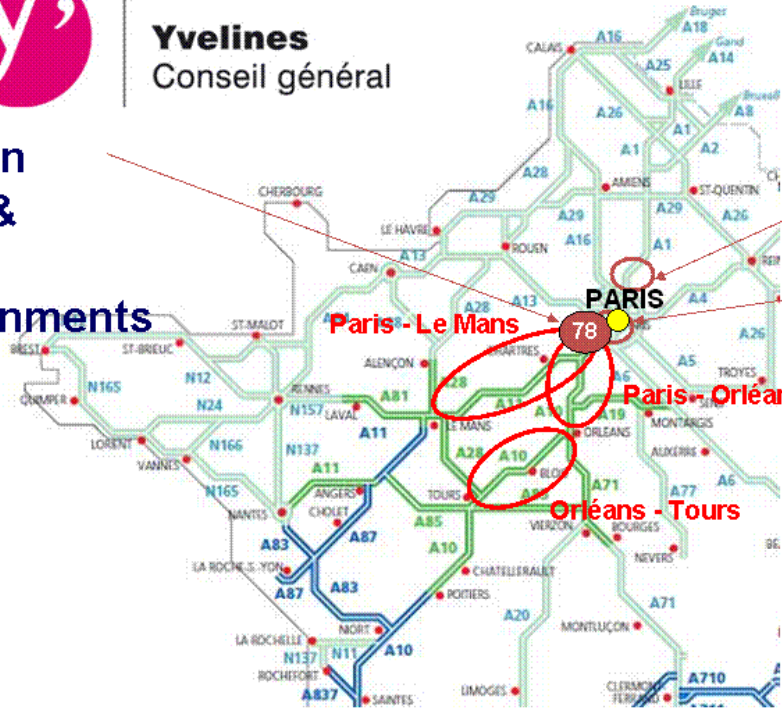 y'
Yvelines
Conseil général
n
&
nments
Bruges
A18
A16
CALAIS
Gand
A14
A25
LILLE
A16
A26
A8
A1
A1
A2
A28
AMIENS
ST-QUENTIN
CHERBOURG
A29
A29
A29
A26
LE HAVRE
ROUEN
A16
A1
A13
CAEN
PARIS
A4
A28
A13
78
Paris - Le Mans
ST-MALO
BREST
ST-BRIEUC
CHARTRES
A26
ALENÇON
A5
TROYES
N12
N165
A6
QUIMPER
RENNES
A81
A11
Paris - Orléan
N24
N157
LAVAL
A10
A19
SENS
LE MANS
MONTARGIS
LORIENT
N166
N137
A11
ORLEANS
A28
A10
AUXERRE
VANNES
N165
A11
BLOIS
A71
A77
A6
ANGERS
TOURS
NANTES
CHOLET
A85
Orléans - Tours
A83
A87
VIERZON
BOURGES
A10
NEVERS
LA ROCHE-S.-YON
CHATELLERAULT
A87
A83
POITIERS
A20
A71
NIORT
MONTLUÇON
LA ROCHELLE
N137
N11
A10
ROCHEFORT
A837
SAINTES
LIMOGES
CLERMONT
FERRAND
A710